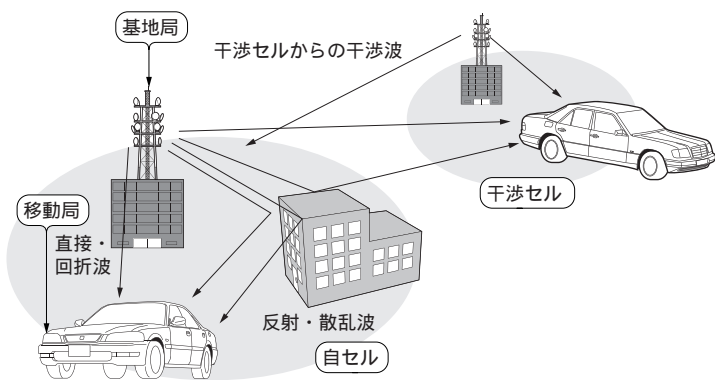 基地局
干渉セルからの干渉波
干渉セル
移動局
直接・
回折波
反射・散乱波
自セル